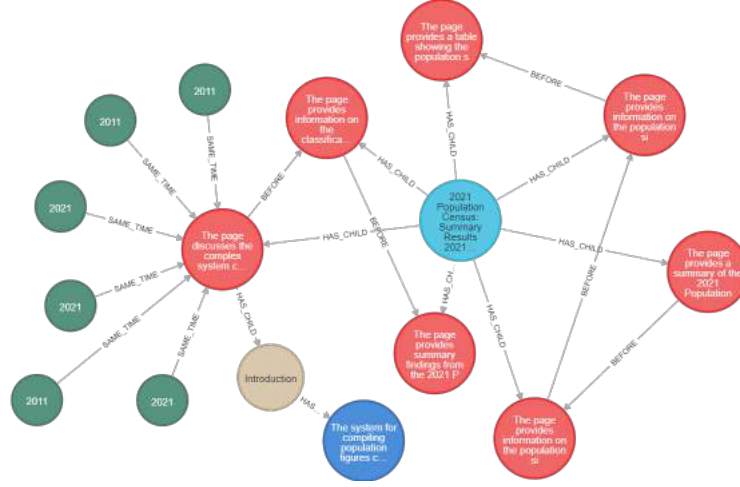 The page
provides a table
showing the
population s
2011
2011
The page
provides
information on
the
classifica...
The page
provides
information on
the population
si
BEFORE
HAS_CHILD
SAME_TIME
SAME_TIME
BEFORE
HAS_CHILD
HAS_CHILD
2021
SAME_TIME
The page
discusses the
complex
system c...
HAS_CHILD
2021
Population
Census:
Summary
Results
2021...
BEFORE
HAS_CHILD
The page
provides a
summary of the
2021
Population
2021
SAME_TIME
SAME_TIME
SAME_TIME
HAS_CHILD
HAS_CH...
HAS_CHILD
BEFORE
BEFORE
2011
2021
Introduction
HAS...
The page
provides
summary
findings from
the 2021 P
The system for
compiling
population
figures c...
The page
provides
information on
the population
si